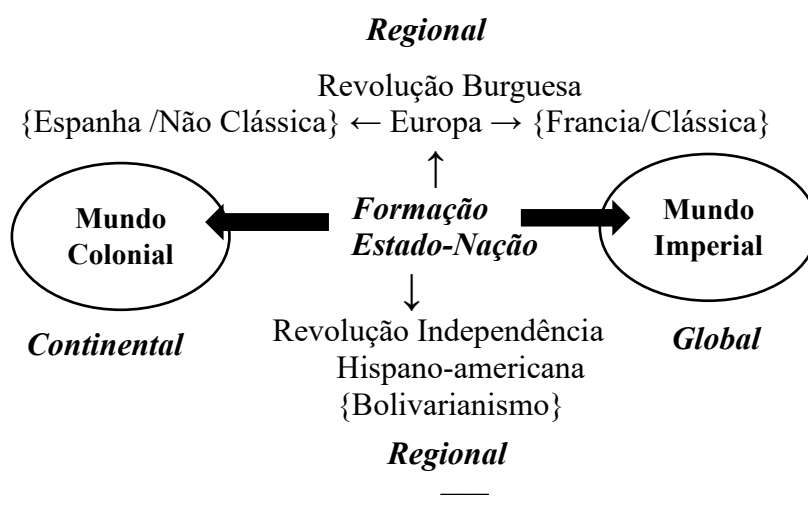 Regional
Revolução Burguesa
{Espanha /Não Clássica} ← Europa → {Francia/Clássica}
↑
Mundo
Colonial
Formação
Estado-Nação
Mundo
Imperial
↓
Continental
Revolução Independência
Hispano-americana
{Bolivarianismo}
Global
Regional